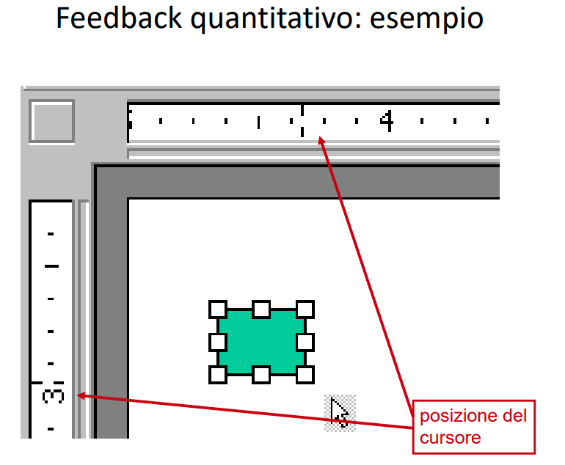 Feedback quantitativo: esempio
4
3
posizione del
cursore